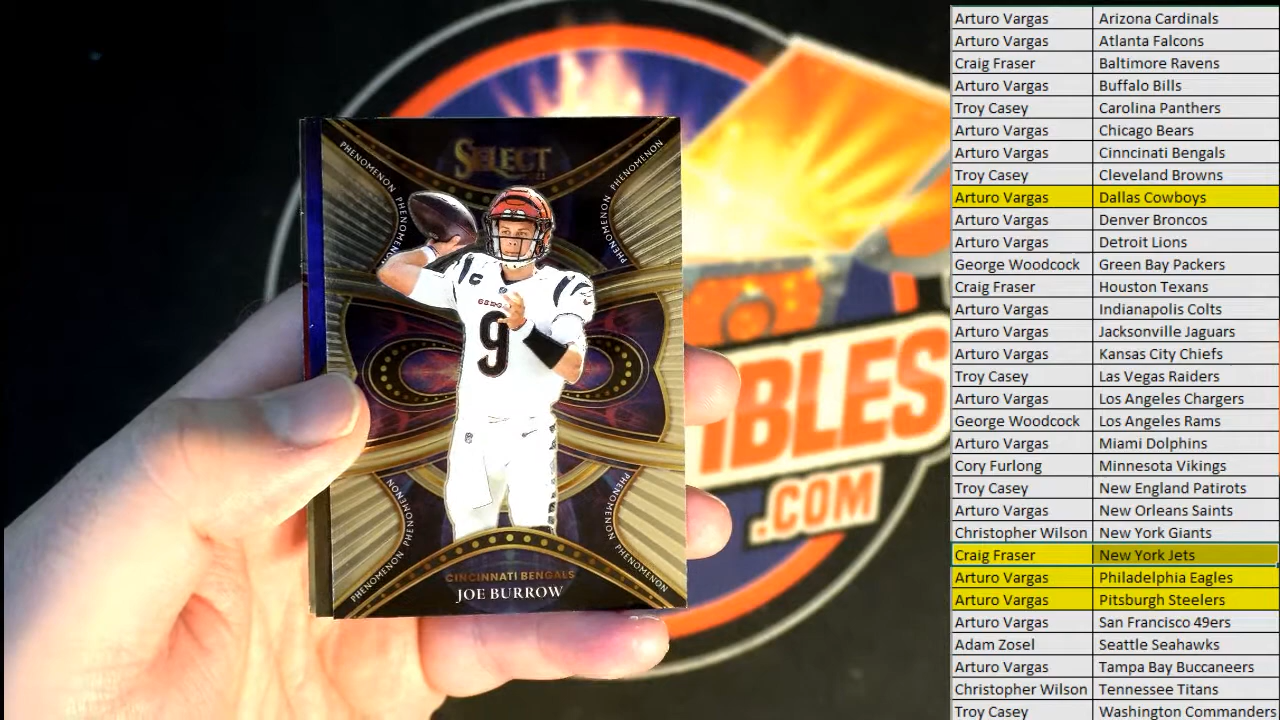 SELECT
PHENOMENON PHENOMENON
PHENOMENON PHENOMENON
C
9
PHENOMENON PHENOMENON
PHENOMENON PHENOMENON
CINCINNATI BENGALS
JOE BURROW
IBLES
.COM
Arturo Vargas Arizona Cardinals
Arturo Vargas Atlanta Falcons
Craig Fraser Baltimore Ravens
Arturo Vargas Buffalo Bills
Troy Casey Carolina Panthers
Arturo Vargas Chicago Bears
Arturo Vargas Cinncinati Bengals
Troy Casey Cleveland Browns
Arturo Vargas Dallas Cowboys
Arturo Vargas Denver Broncos
Arturo Vargas Detroit Lions
George Woodcock Green Bay Packers
Craig Fraser Houston Texans
Arturo Vargas Indianapolis Colts
Arturo Vargas Jacksonville Jaguars
Arturo Vargas Kansas City Chiefs
Troy Casey Las Vegas Raiders
Arturo Vargas Los Angeles Chargers
George Woodcock Los Angeles Rams
Arturo Vargas Miami Dolphins
Cory Furlong Minnesota Vikings
Troy Casey New England Patirots
Arturo Vargas New Orleans Saints
Christopher Wilson New York Giants
Craig Fraser New York Jets
Arturo Vargas Philadelphia Eagles
Arturo Vargas Pitsburgh Steelers
Arturo Vargas San Francisco 49ers
Adam Zosel Seattle Seahawks
Arturo Vargas Tampa Bay Buccaneers
Christopher Wilson Tennessee Titans
Troy Casey Washington Commanders